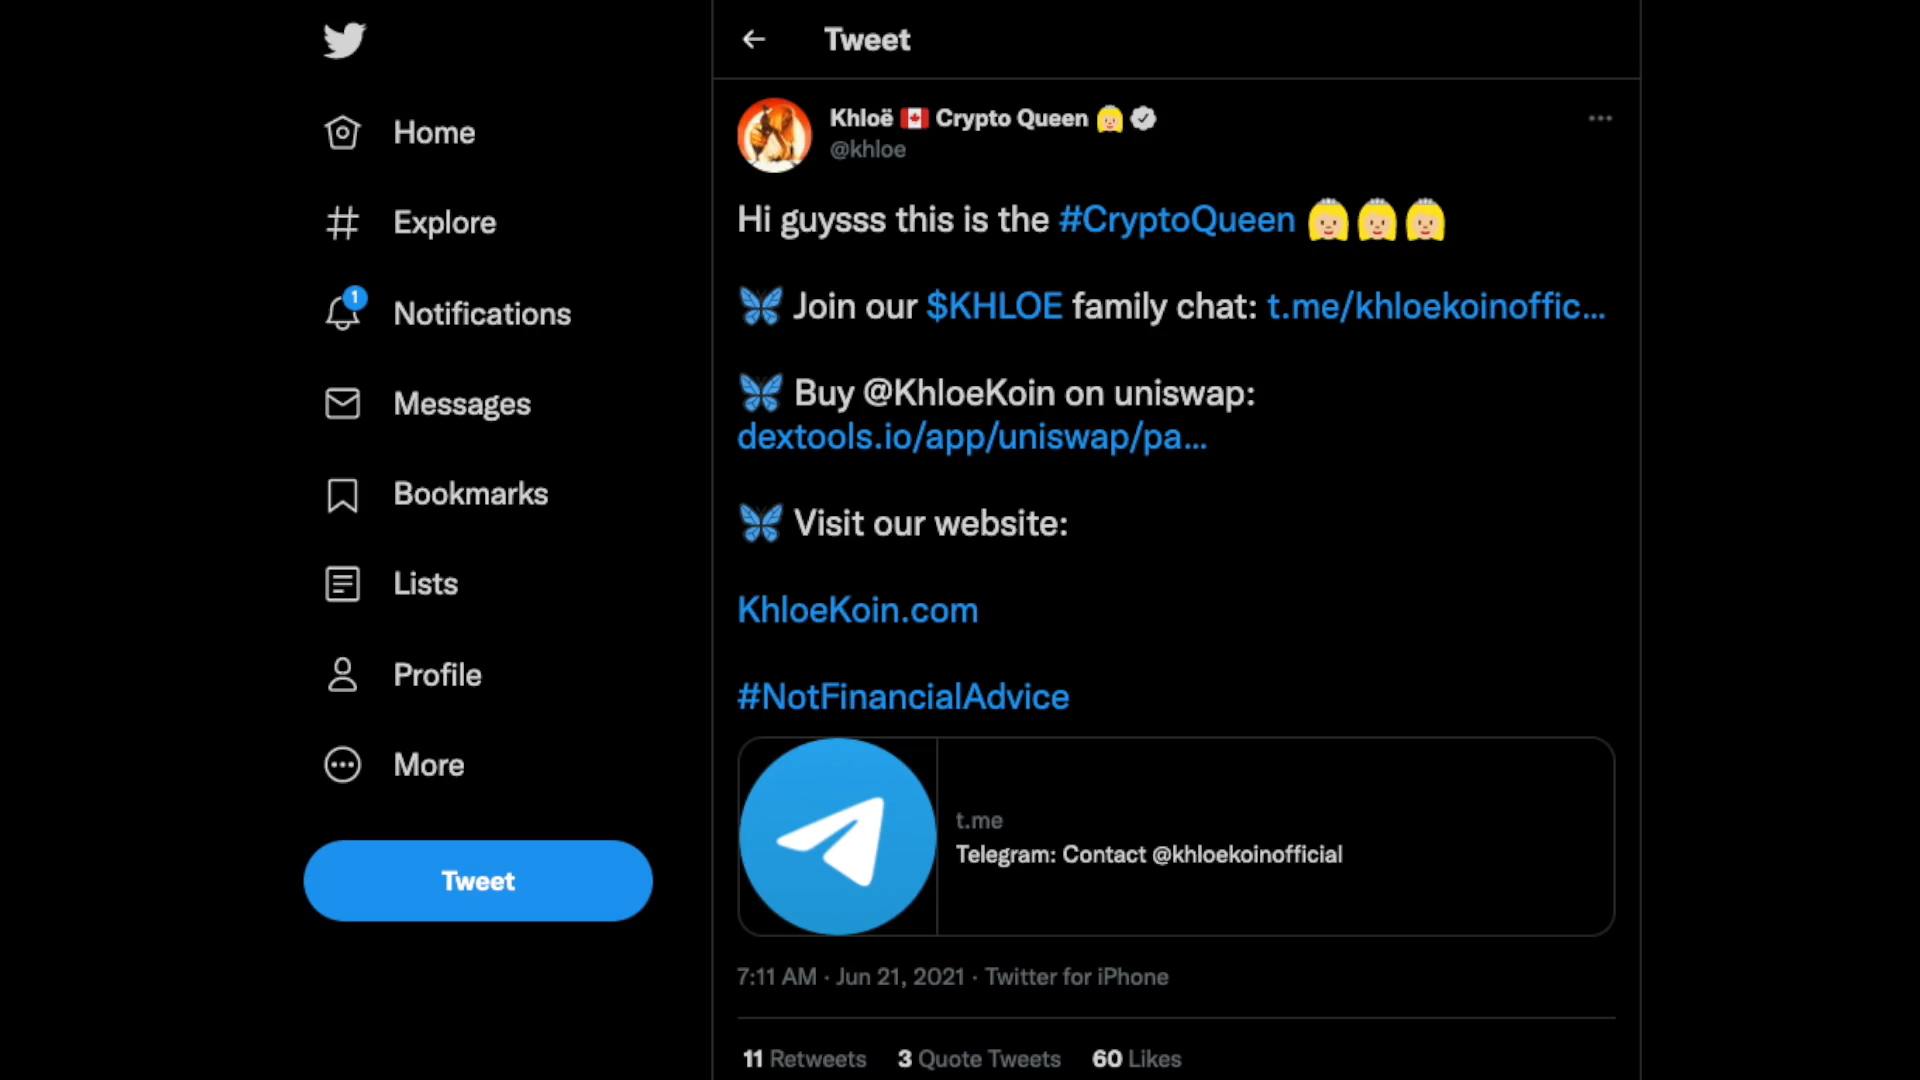 Tweet
Khloë 🇨🇦 Crypto Queen 👸🏼
@khloe
Home
Explore
1
Notifications
Messages
Bookmarks
Lists
Profile
More
Tweet
Hi guysss this is the #CryptoQueen 👸🏼👸🏼👸🏼
🦋 Join our $KHLOE family chat: t.me/khloekoinoffic…
🦋 Buy @KhloeKoin on uniswap:
dextools.io/app/uniswap/pa…
🦋 Visit our website:
KhloeKoin.com
#NotFinancialAdvice
t.me
Telegram: Contact @khloekoinofficial
7:11 AM · Jun 21, 2021 · Twitter for iPhone
11 Retweets 3 Quote Tweets 60 Likes